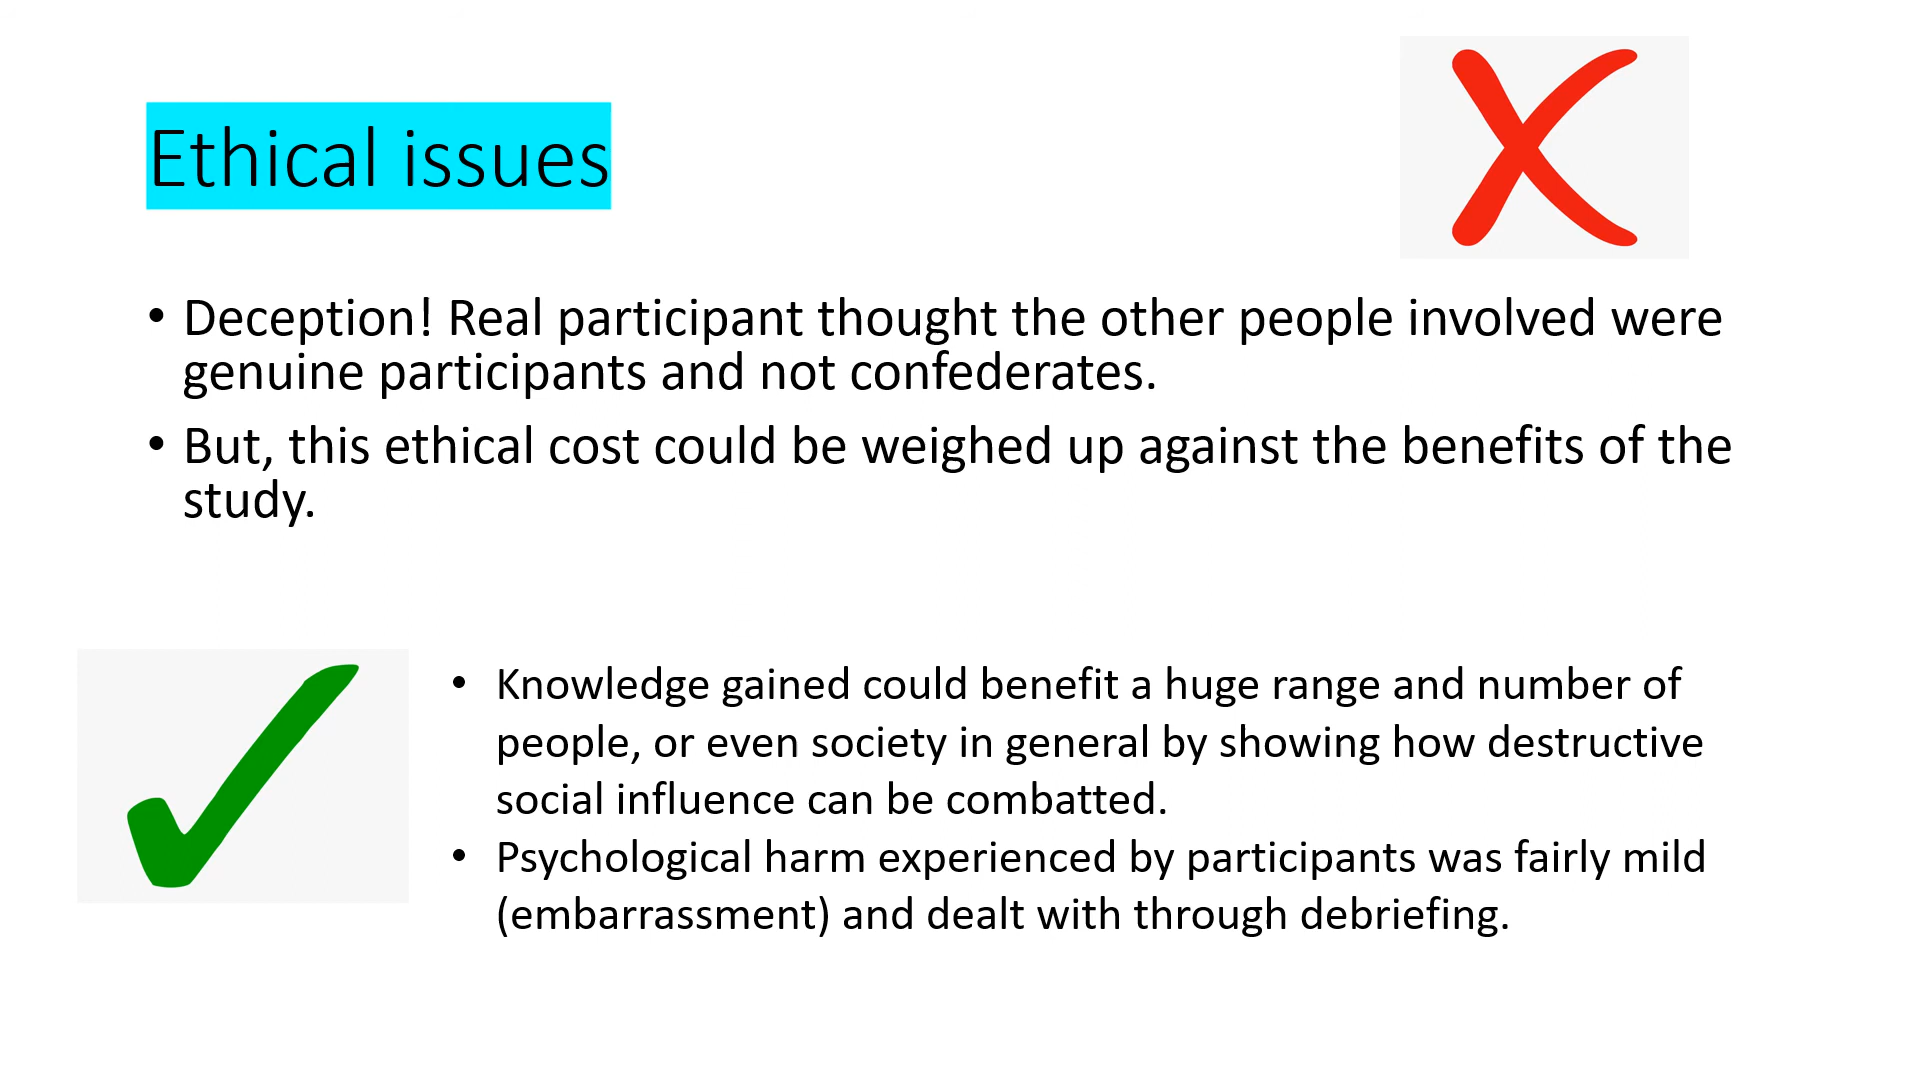 Ethical issues
• Deception! Real participant thought the other people involved were
genuine participants and not confederates.
• But, this ethical cost could be weighed up against the benefits of the
study.
• Knowledge gained could benefit a huge range and number of
people, or even society in general by showing how destructive
social influence can be combatted.
• Psychological harm experienced by participants was fairly mild
(embarrassment) and dealt with through debriefing.